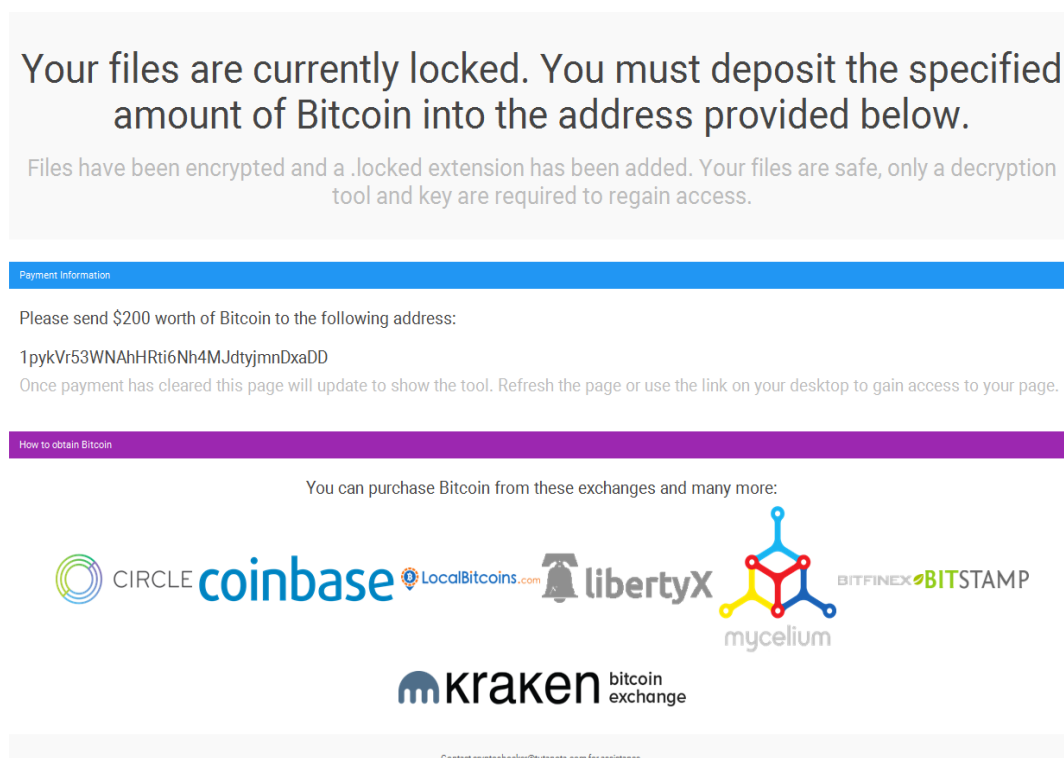 Your files are currently locked. You must deposit the specified
amount of Bitcoin into the address provided below.
Files have been encrypted and a .locked extension has been added. Your files are safe, only a decryption
tool and key are required to regain access.
Payment Information
Please send $200 worth of Bitcoin to the following address:
1pykVr53WNAhHRti6Nh4MJdtyjmnDxaDD
Once payment has cleared this page will update to show the tool. Refresh the page or use the link on your desktop to gain access to your page.
How to obtain Bitcoin
You can purchase Bitcoin from these exchanges and many more:
CIRCLE coinbase LocalBitcoins.com libertyX mycelium BITFINEX BITSTAMP
kraken bitcoin exchange
Contact for assistance